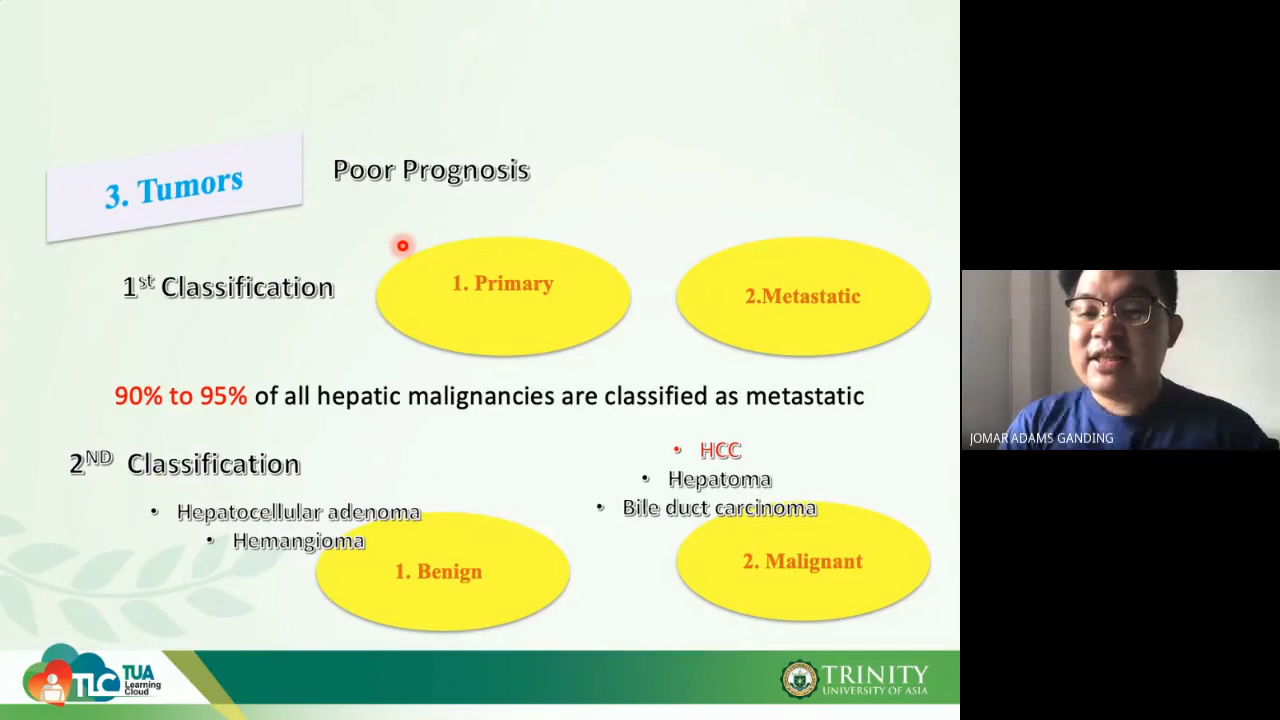 3. Tumors
Poor Prognosis
1st Classification
1. Primary
2.Metastatic
90% to 95% of all hepatic malignancies are classified as metastatic
2ND Classification
• Hepatocellular adenoma
• Hemangioma
1. Benign
• HCC
• Hepatoma
• Bile duct carcinoma
2. Malignant
JOMAR ADAMS GANDING
TLC TUA
Learning
Cloud
TRINITY
UNIVERSITY OF ASIA